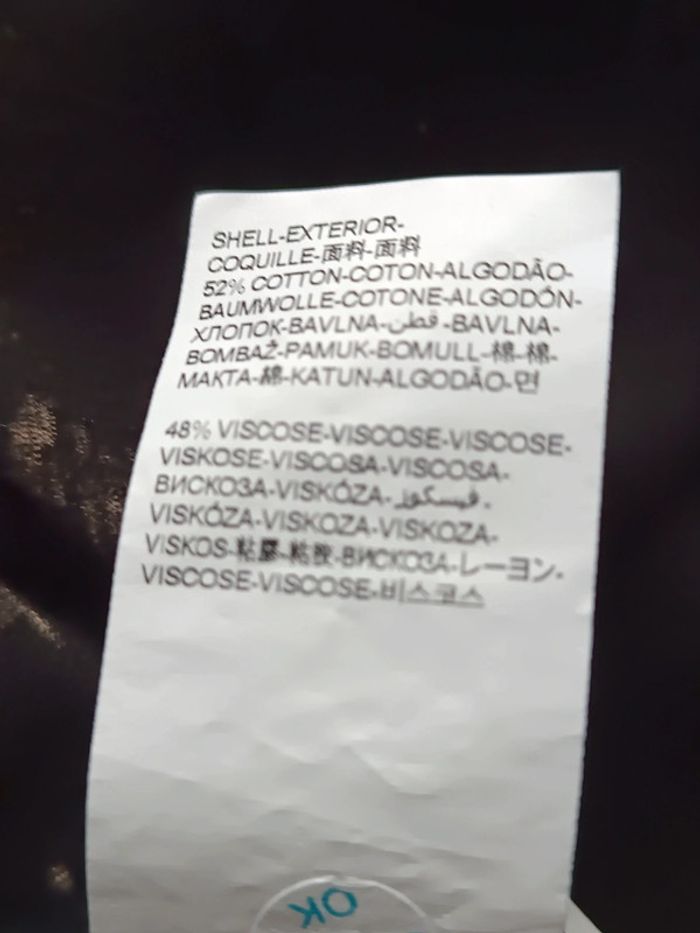 SHELL-EXTERIOR-
COQUILLE-面料-面料
52% COTTON-COTON-ALGODÃO-
BAUMWOLLE-COTONE-ALGODÓN-
ХЛОПОК-BAVLNA-قطن-BAVLNA-
BOMBAŽ-PAMUK-BOMULL-棉-棉-
МАКТА-綿-KATUN-ALGODÃO-면
48% VISCOSE-VISCOSE-VISCOSE-
VISKOSE-VISCOSA-VISCOSA-
ВИСКОЗА-VISKÓZA-فيسكوز-
VISKÓZA-VISKOZA-VISKOZA-
VISKOS-粘膠-粘胶-ВИСКОЗА-レーヨン-
VISCOSE-VISCOSE-비스코스
OK